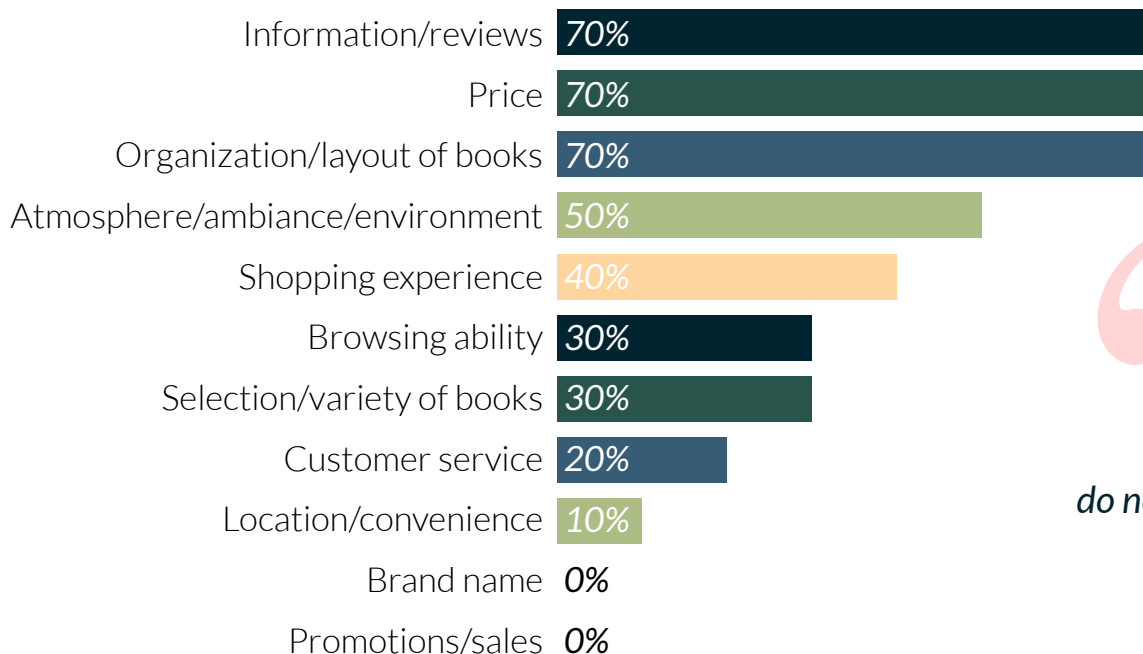 Information/reviews 70%
Price 70%
Organization/layout of books 70%
Atmosphere/ambiance/environment 50%
Shopping experience 40%
Browsing ability 30%
Selection/variety of books 30%
Customer service 20%
do
Location/convenience 10%
Brand name 0%
Promotions/sales 0%